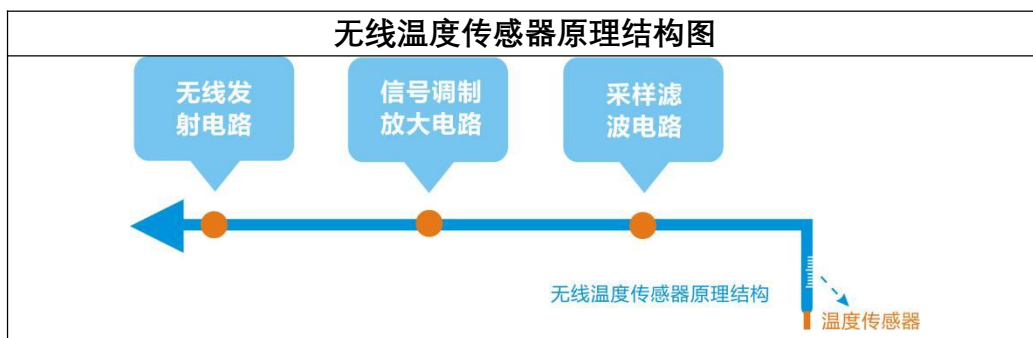 无线温度传感器原理结构图
无线发
射电路
信号调制
放大电路
采样滤
波电路
无线温度传感器原理结构
温度传感器